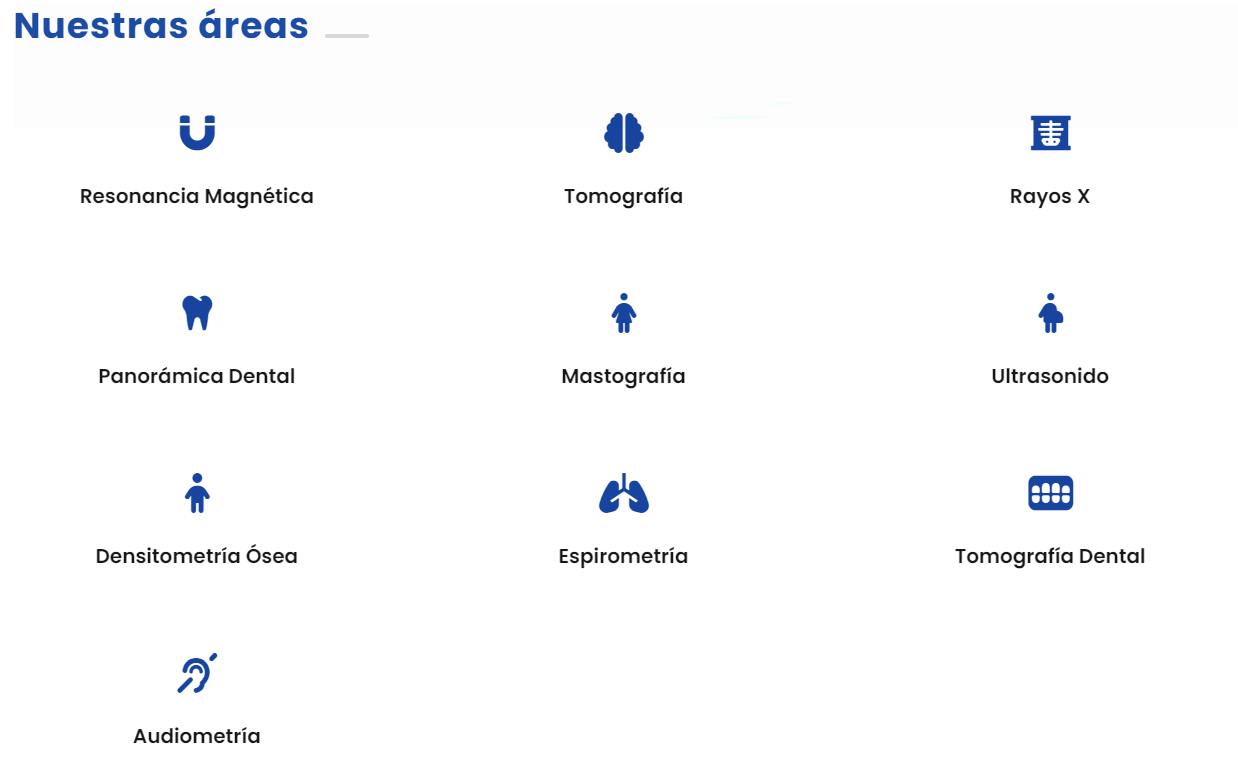 Nuestras áreas
Resonancia Magnética
Tomografía
Rayos X
Panorámica Dental
Mastografía
Ultrasonido
Densitometría Ósea
Espirometría
Tomografía Dental
Audiometría